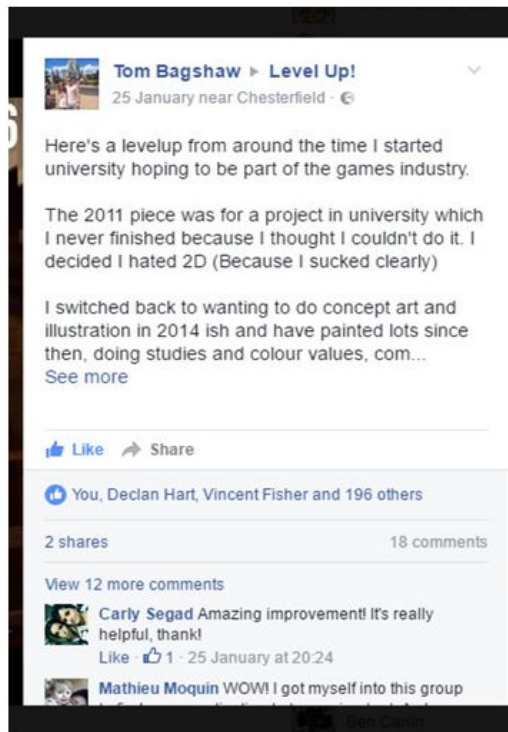 Tom Bagshaw ▸ Level Up!
25 January near Chesterfield ·
Here's a levelup from around the time I started
university hoping to be part of the games industry.
The 2011 piece was for a project in university which
I never finished because I thought I couldn't do it. I
decided I hated 2D (Because I sucked clearly)
I switched back to wanting to do concept art and
illustration in 2014 ish and have painted lots since
then, doing studies and colour values, com...
See more
Like Share
You, Declan Hart, Vincent Fisher and 196 others
2 shares 18 comments
View 12 more comments
Carly Segad Amazing improvement! It's really
helpful, thank!
Like · 1 · 25 January at 20:24
Mathieu Moquin WOW! I got myself into this group
Ben Carlin